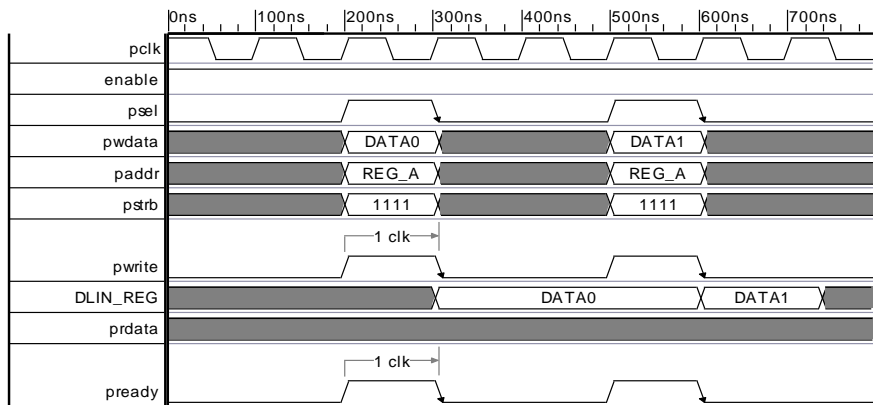 0ns 100ns 200ns 300ns 400ns 500ns 600ns 700ns
pclk
enable
psel
pwdata DATA0 DATA1
paddr REG_A REG_A
pstrb 1111 1111
1 clk
pwrite
DLIN_REG DATA0 DATA1
prdata
1 clk
pready